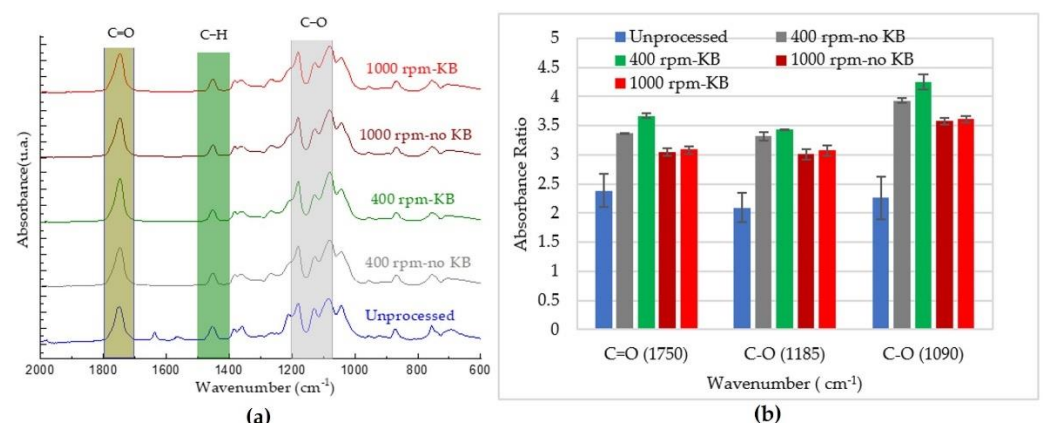 C=O
C−H
C−O
1000 rpm-KB
1000 rpm-no KB
400 rpm-KB
400 rpm-no KB
Unprocessed
Absorbance(u.a.)
2000 1800 1600 1400 1200 1000 800 600
Wavenumber (cm-1)
(a)
Unprocessed 400 rpm-no KB
400 rpm-KB 1000 rpm-no KB
1000 rpm-KB
Absorbance Ratio
5
4.5
4
3.5
3
2.5
2
1.5
1
0.5
0
C=O (1750) C-O (1185) C-O (1090)
Wavenumber ( cm-1)
(b)